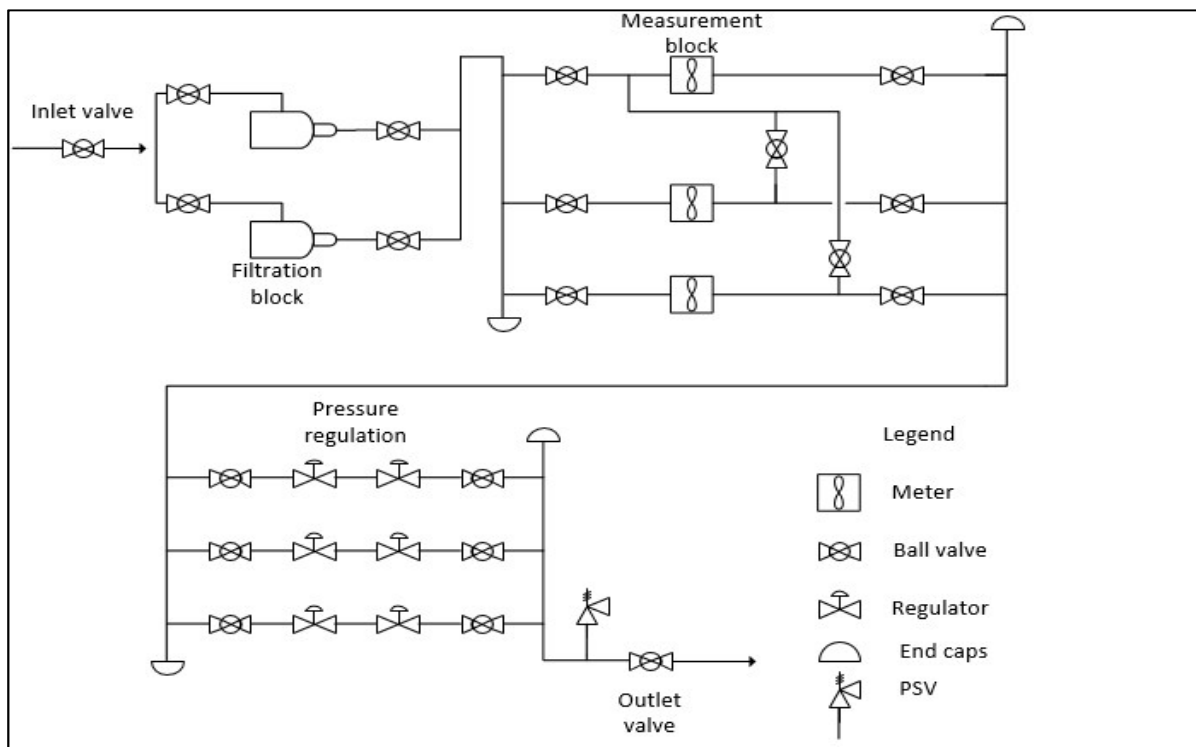 Measurement
block
Inlet valve
Filtration
block
Pressure
regulation
Legend
Meter
Ball valve
Regulator
End caps
PSV
Outlet
valve